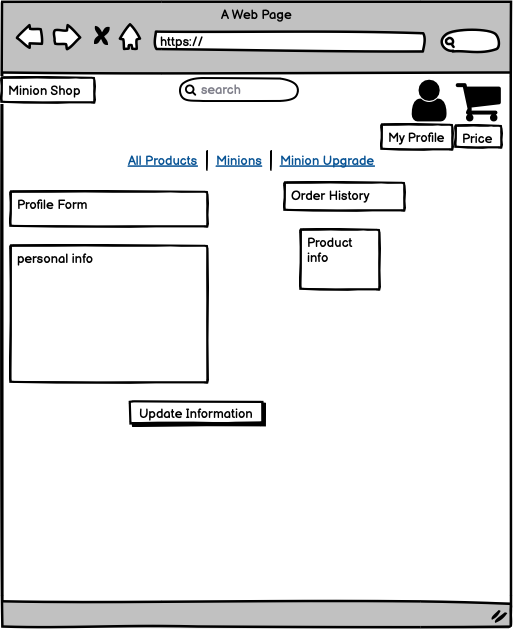 A Web Page
https://
Minion Shop
search
My Profile
Price
All Products
Minions
Minion Upgrade
Profile Form
Order History
personal info
Product
info
Update Information